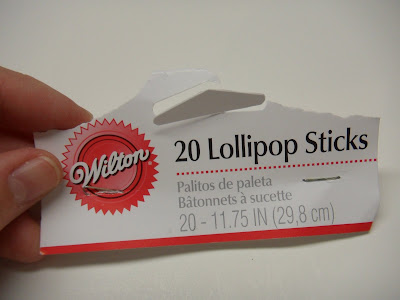 Wilton
20 Lollipop Sticks
Palitos de paleta
Bâtonnets à sucette
20 - 11.75 IN (29,8 cm)